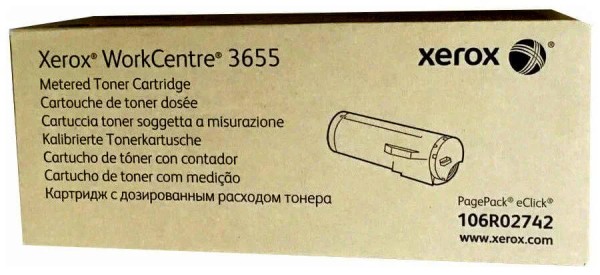 Xerox® WorkCentre® 3655
xerox
Metered Toner Cartridge
Cartouche de toner dosée
Cartuccia toner soggetta a misurazione
Kalibrierte Tonerkartusche
Cartucho de tóner con contador
Cartucho de toner com medição
Картридж с дозированным расходом тонера
PagePack® eClick®
106R02742
www.xerox.com